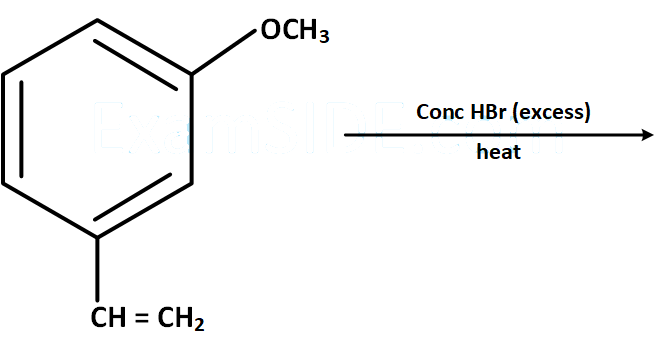 OCH₃
Conc HBr (excess)
heat
CH = CH₂